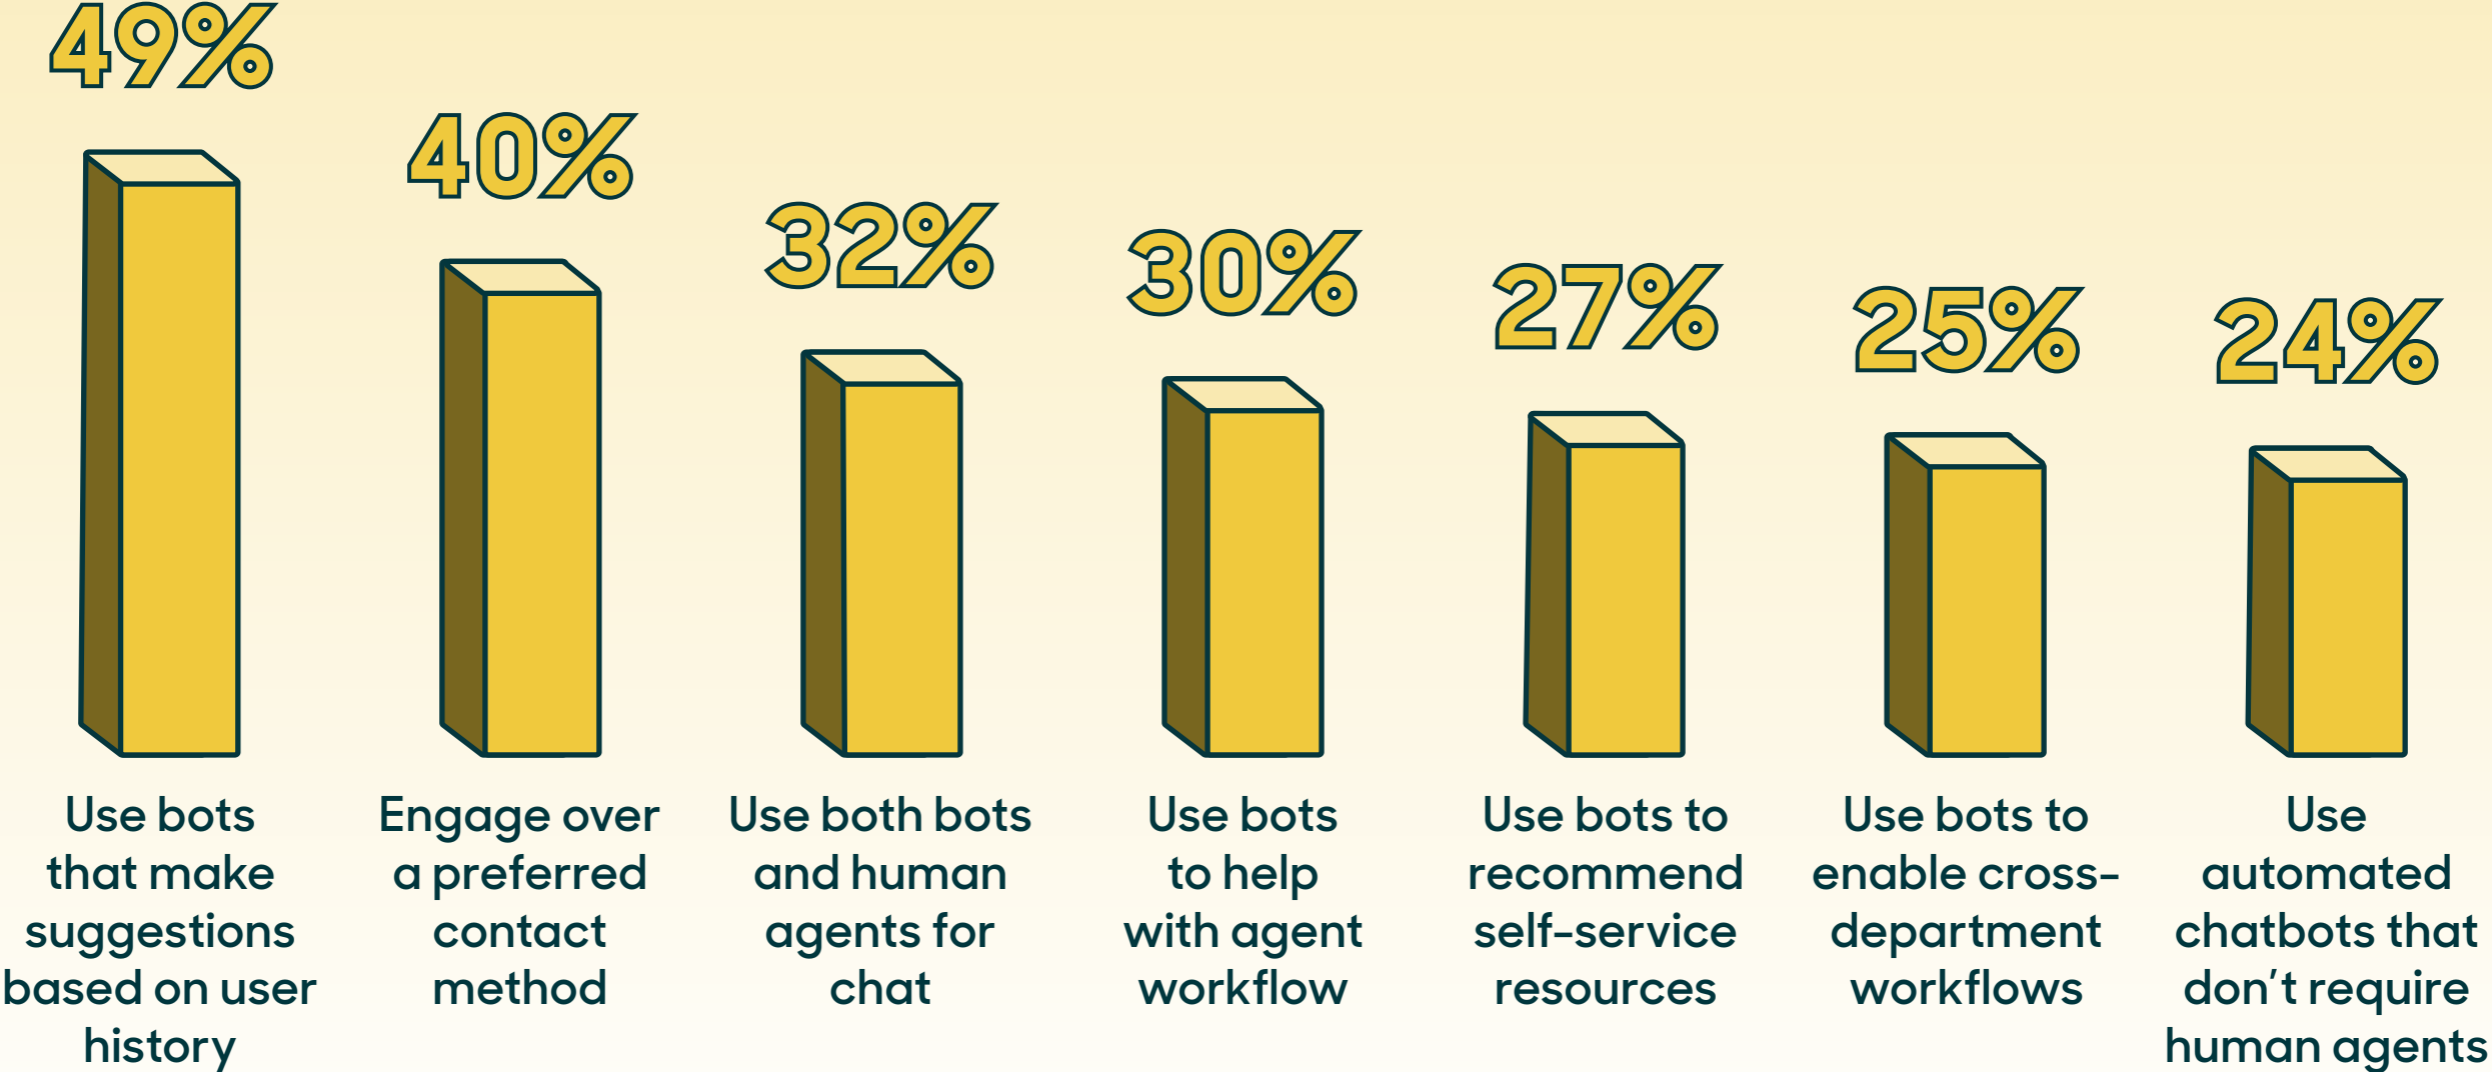 49%
40%
32%
30%
27%
25%
24%
Use bots
that make
suggestions
based on user
history
Engage over
a preferred
contact
method
Use both bots
and human
agents for
chat
Use bots
to help
with agent
workflow
Use bots to
recommend
self-service
resources
Use bots to
enable cross-
department
workflows
Use
automated
chatbots that
don’t require
human agents